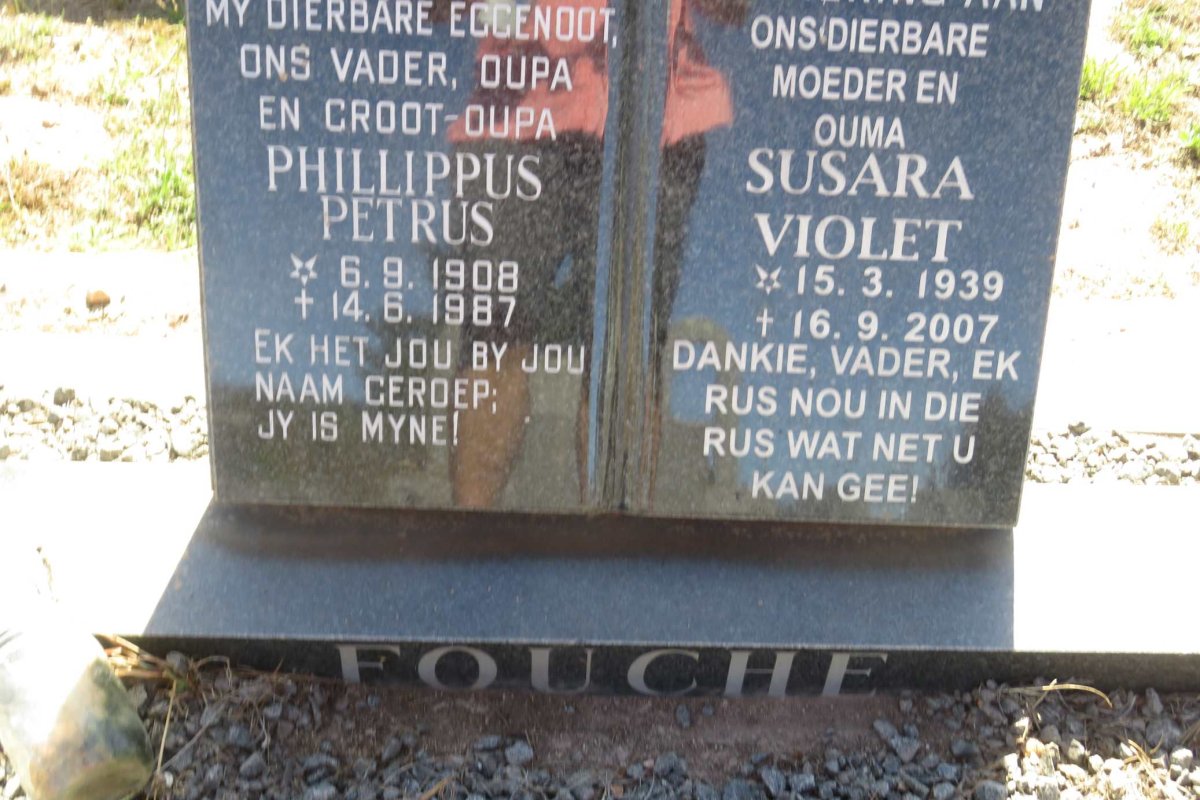 MY DIERBARE EGGENOOT,
ONS VADER, OUPA
EN GROOT-OUPA
PHILLIPPUS
PETRUS
6. 9. 1908
14. 6. 1987
EK HET JOU BY JOU
NAAM GEROEP;
JY IS MYNE!
AAN
ONS DIERBARE
MOEDER EN
OUMA
SUSARA
VIOLET
15. 3. 1939
16. 9. 2007
DANKIE, VADER, EK
RUS NOU IN DIE
RUS WAT NET U
KAN GEE!
FOUCHE